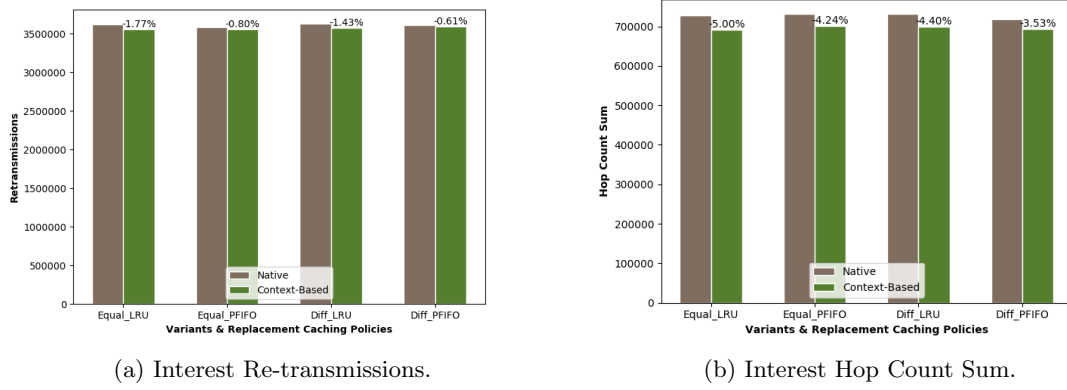 -1.77%
-0.80%
-1.43%
-0.61%
3500000
3000000
2500000
2000000
1500000
1000000
500000
0
Retransmissions
Native
Context-Based
Equal_LRU
Equal_PFIFO
Diff_LRU
Diff_PFIFO
Variants & Replacement Caching Policies
(a) Interest Re-transmissions.
-5.00%
-4.24%
-4.40%
-3.53%
700000
600000
500000
400000
300000
200000
100000
0
Hop Count Sum
Native
Context-Based
Equal_LRU
Equal_PFIFO
Diff_LRU
Diff_PFIFO
Variants & Replacement Caching Policies
(b) Interest Hop Count Sum.